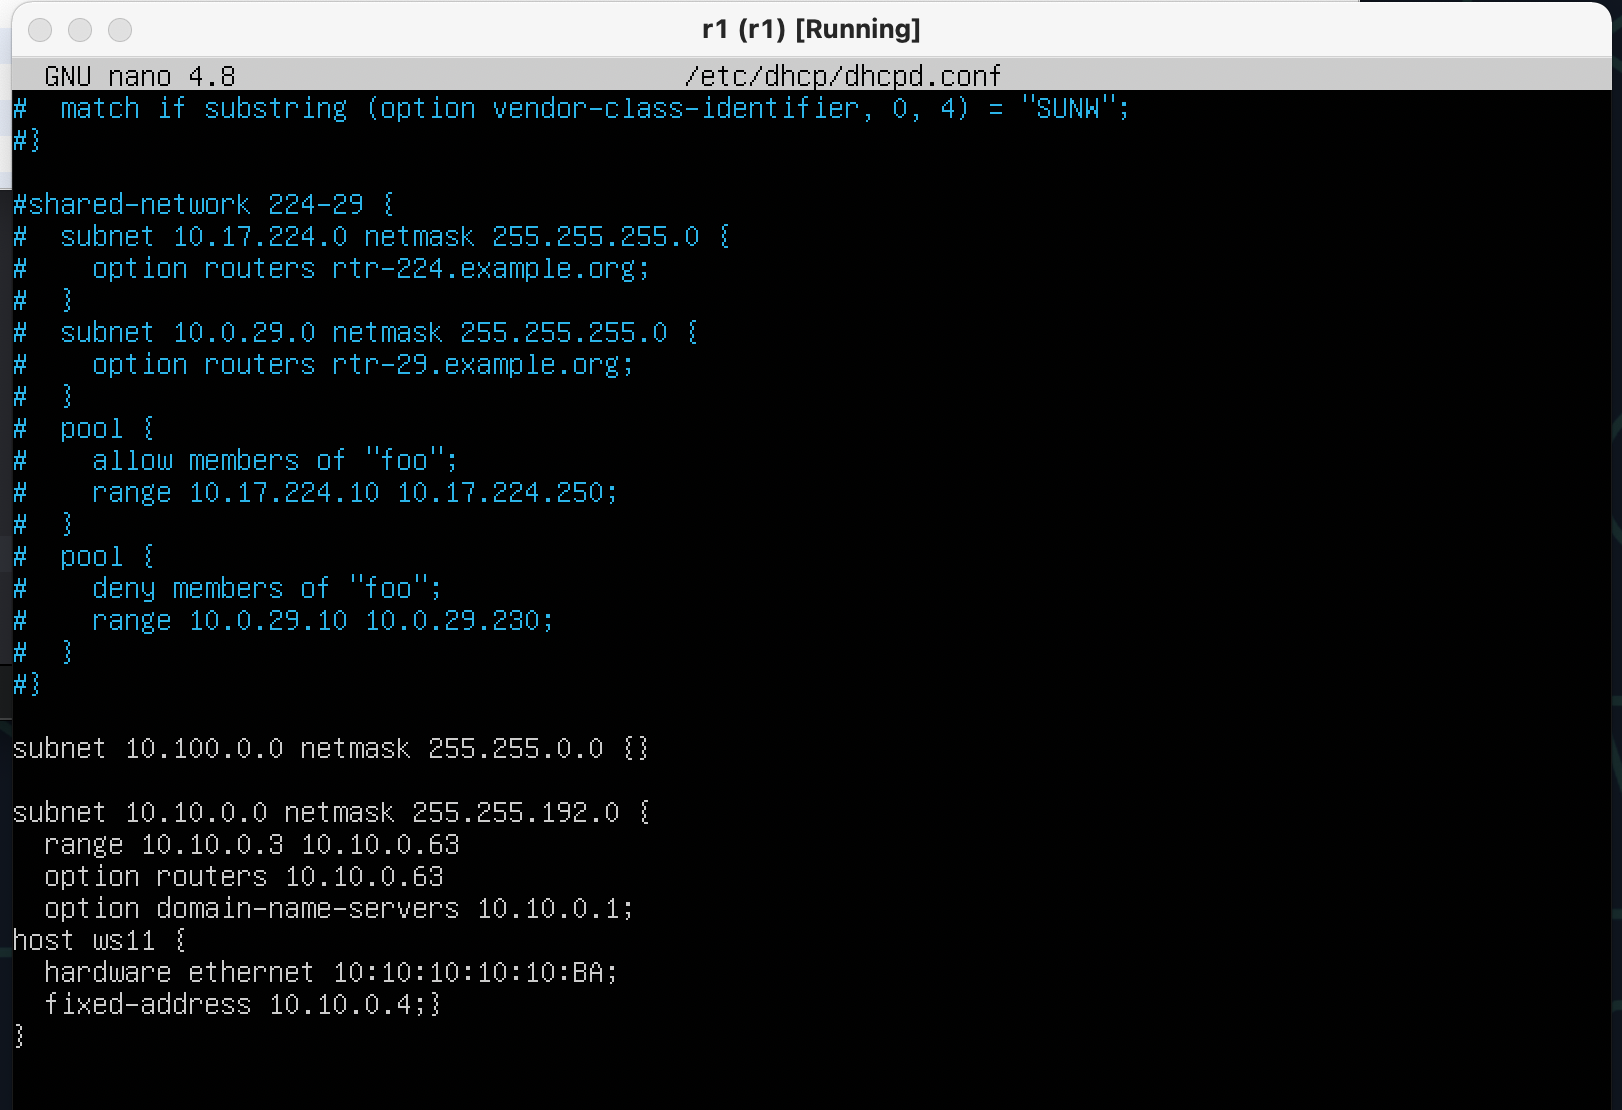 r1 (r1) [Running]
GNU nano 4.8 /etc/dhcp/dhcpd.conf
#  match if substring (option vendor-class-identifier, 0, 4) = "SUNW";
#}
#shared-network 224-29 {
#  subnet 10.17.224.0 netmask 255.255.255.0 {
#    option routers rtr-224.example.org;
#  }
#  subnet 10.0.29.0 netmask 255.255.255.0 {
#    option routers rtr-29.example.org;
#  }
#  pool {
#    allow members of "foo";
#    range 10.17.224.10 10.17.224.250;
#  }
#  pool {
#    deny members of "foo";
#    range 10.0.29.10 10.0.29.230;
#  }
#}
subnet 10.100.0.0 netmask 255.255.0.0 {}
subnet 10.10.0.0 netmask 255.255.192.0 {
  range 10.10.0.3 10.10.0.63
  option routers 10.10.0.63
  option domain-name-servers 10.10.0.1;
host ws11 {
  hardware ethernet 10:10:10:10:10:BA;
  fixed-address 10.10.0.4;}
}